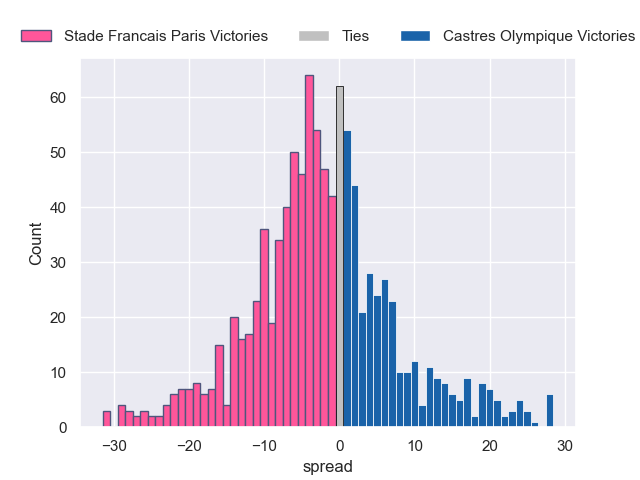 Stade Francais Paris Victories Ties Castres Olympique Victories
60
50
40
30
20
10
0
Count
−30 −20 −10 0 10 20 30
spread